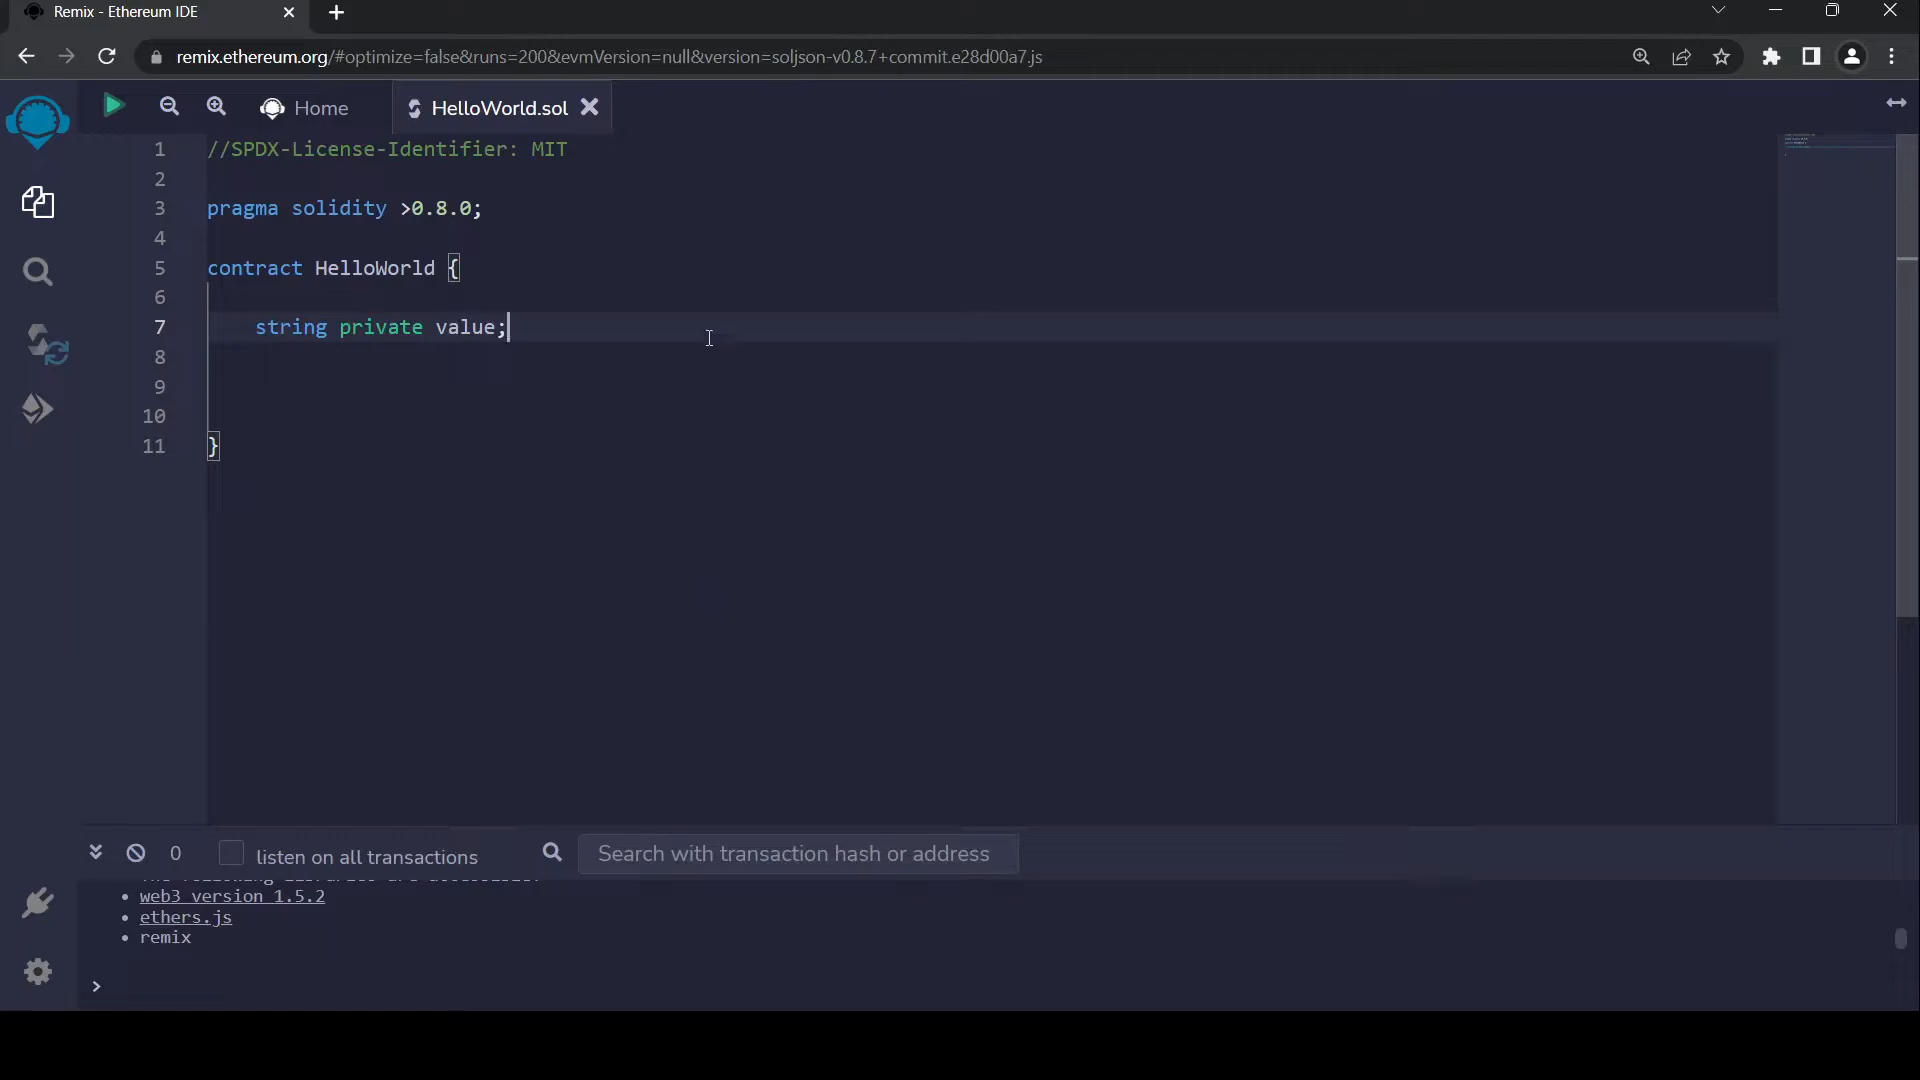 Remix - Ethereum IDE
remix.ethereum.org/#optimize=false&runs=200&evmVersion=null&version=soljson-v0.8.7+commit.e28d00a7.js
Home
HelloWorld.sol
1 //SPDX-License-Identifier: MIT
2
3 pragma solidity >0.8.0;
4
5 contract HelloWorld {
6
7 string private value;
8
9
10
11 }
0 listen on all transactions Search with transaction hash or address
• web3 version 1.5.2
• ethers.js
• remix
>